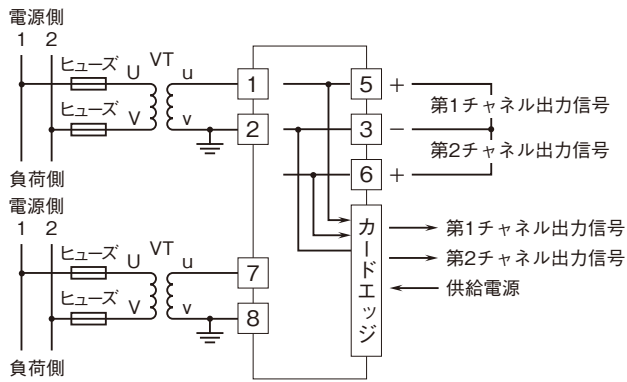 電源側
1 2
ヒューズ U VT u 1 5 +
第1チャネル出力信号
ヒューズ V v 2 3 −
第2チャネル出力信号
6 +
負荷側
電源側
1 2
カードエッジ
第1チャネル出力信号
第2チャネル出力信号
供給電源
ヒューズ U VT u 7
ヒューズ V v 8
負荷側